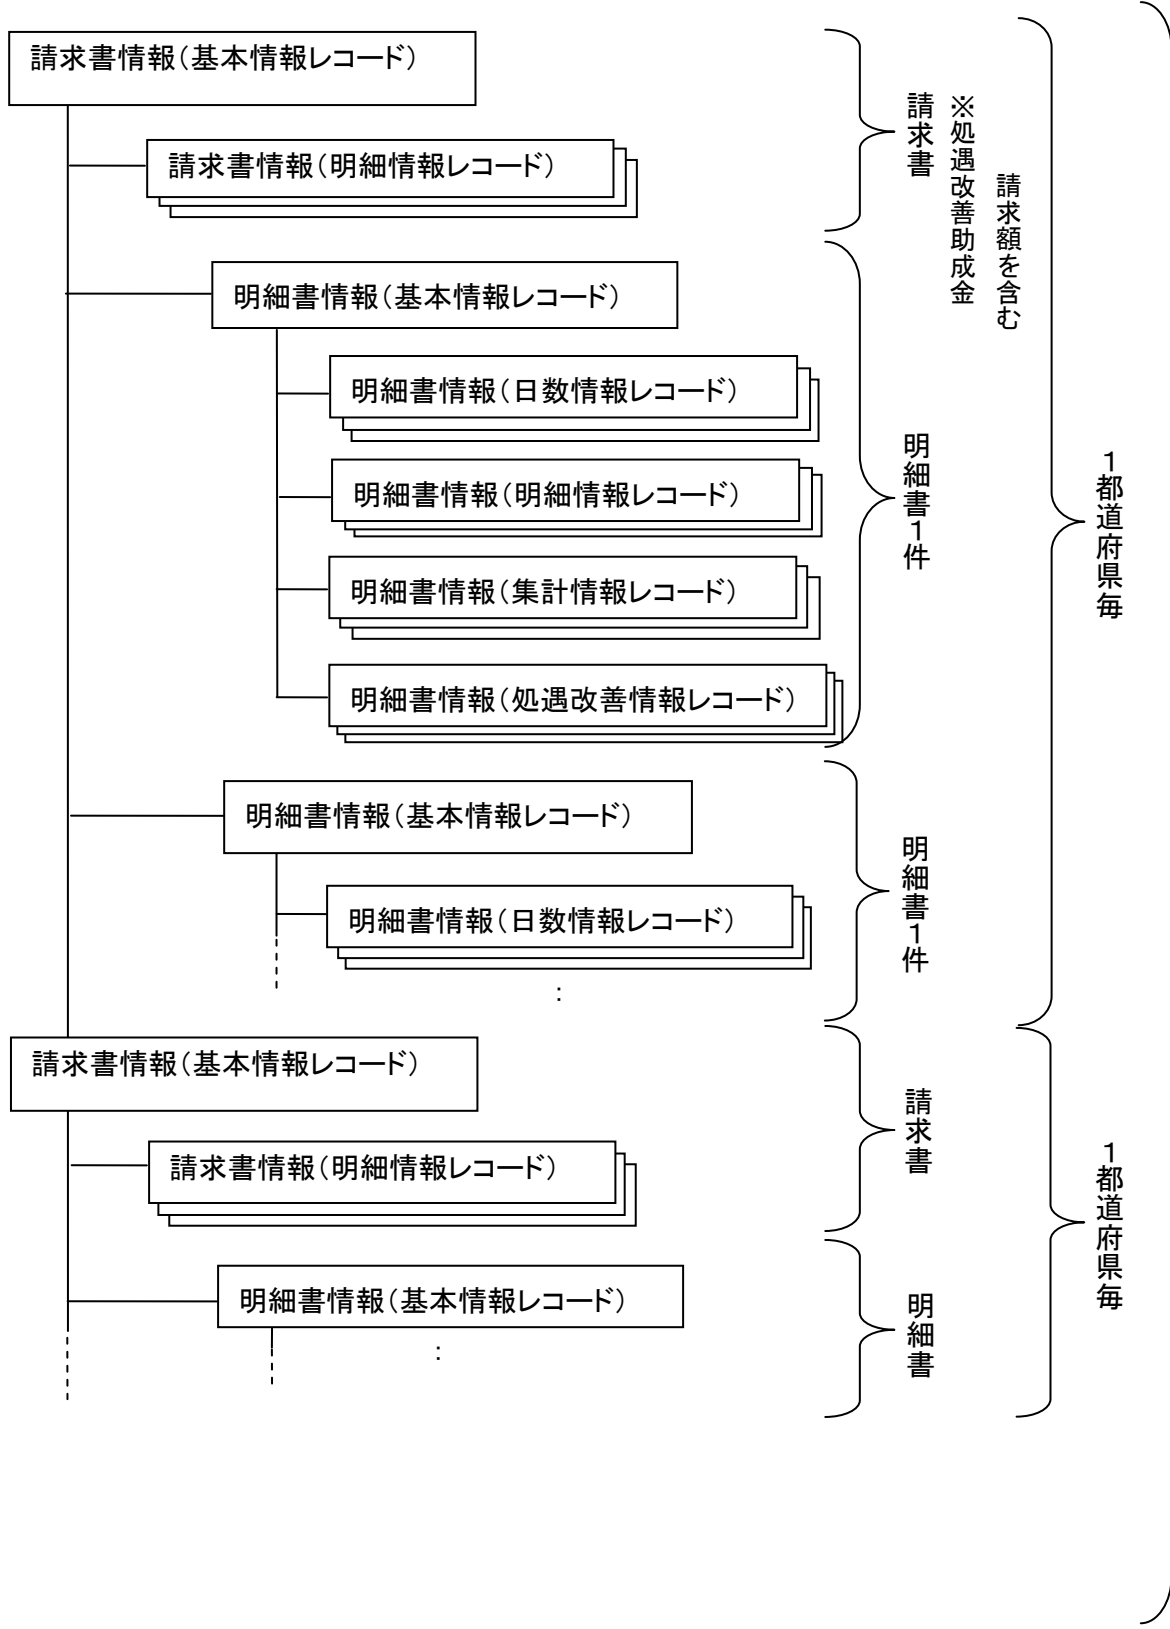 請求書情報(基本情報レコード)
請求書情報(明細情報レコード)
請求書
※処遇改善助成金
請求額を含む
明細書情報(基本情報レコード)
明細書情報(日数情報レコード)
明細書情報(明細情報レコード)
明細書情報(集計情報レコード)
明細書情報(処遇改善情報レコード)
明細書1件
1都道府県毎
明細書情報(基本情報レコード)
明細書情報(日数情報レコード)
:
明細書1件
請求書情報(基本情報レコード)
請求書情報(明細情報レコード)
請求書
明細書情報(基本情報レコード)
:
明細書
1都道府県毎